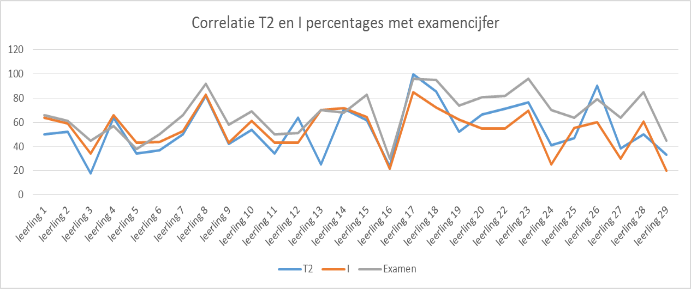 Correlatie T2 en I percentages met examencijfer
120
100
80
60
40
20
0
leerling 1
leerling 2
leerling 3
leerling 4
leerling 5
leerling 6
leerling 7
leerling 8
leerling 9
leerling 10
leerling 11
leerling 12
leerling 13
leerling 14
leerling 15
leerling 16
leerling 17
leerling 18
leerling 19
leerling 20
leerling 21
leerling 22
leerling 23
leerling 24
leerling 25
leerling 26
leerling 27
leerling 28
leerling 29
T2 I Examen